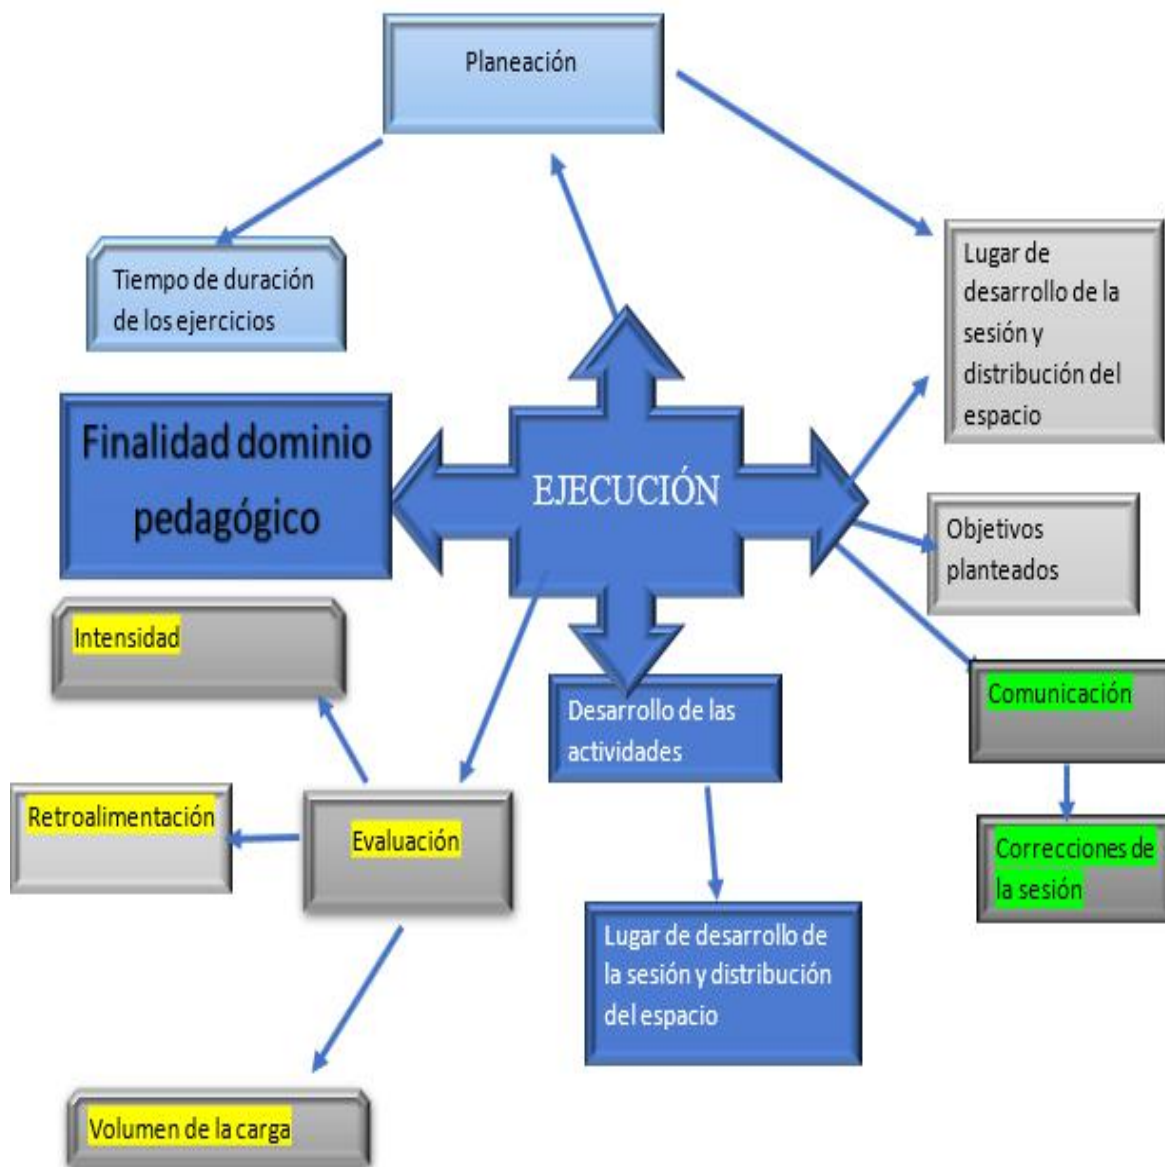 Planeación
Tiempo de duración
de los ejercicios
Lugar de
desarrollo de la
sesión y
distribución del
espacio
Finalidad dominio
pedagógico
EJECUCIÓN
Objetivos
planteados
Intensidad
Comunicación
Desarrollo de las
actividades
Retroalimentación
Evaluación
Correcciones de
la sesión
Lugar de desarrollo de
la sesión y distribución
del espacio
Volumen de la carga